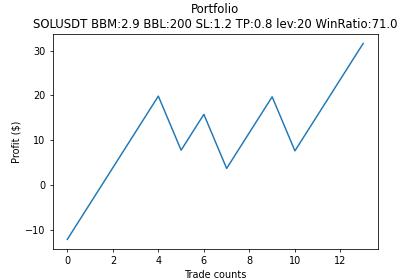 Portfolio
SOLUSDT BBM:2.9 BBL:200 SL:1.2 TP:0.8 lev:20 WinRatio:71.0
30
20
10
0
−10
Profit ($)
0 2 4 6 8 10 12
Trade counts